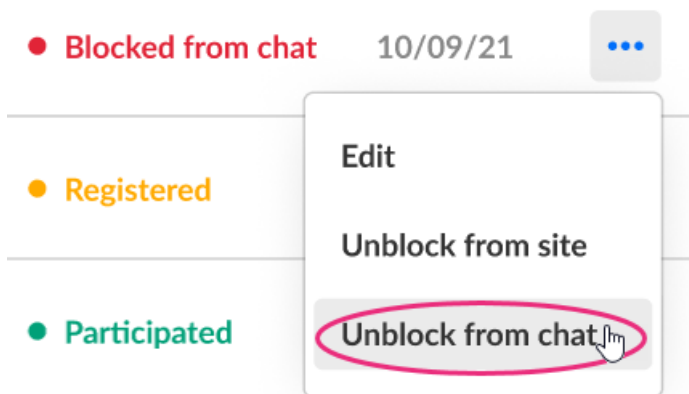 Blocked from chat 10/09/21
Edit
Registered
Unblock from site
Participated
Unblock from chat